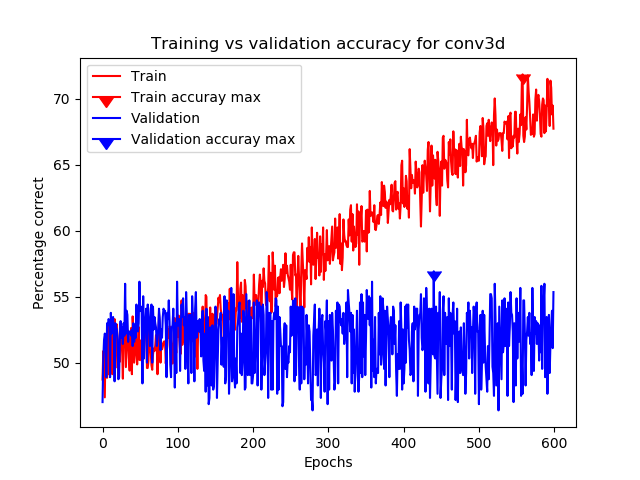 Training vs validation accuracy for conv3d
Train
Train accuray max
Validation
Validation accuray max
Percentage correct
70
65
60
55
50
0 100 200 300 400 500 600
Epochs